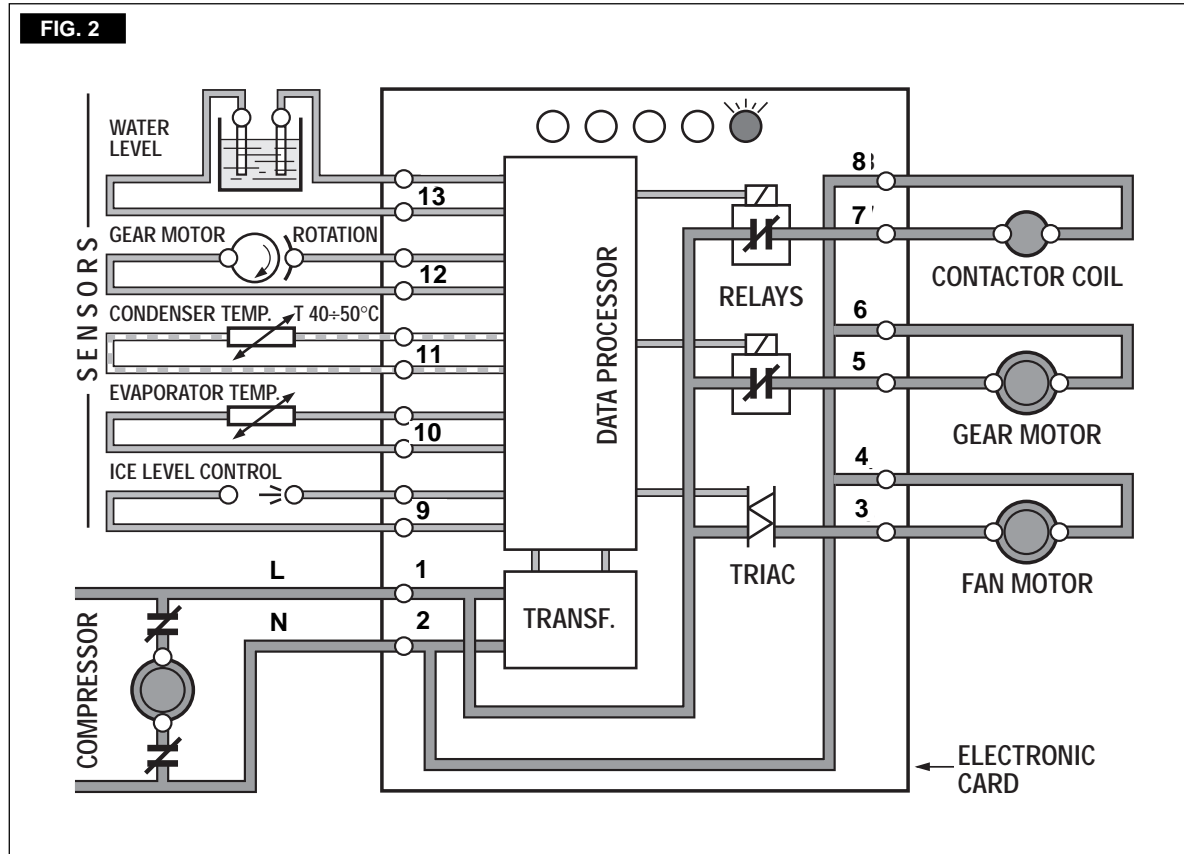 FIG. 2
WATER
LEVEL
13
GEAR MOTOR ROTATION
12
CONDENSER TEMP. T 40÷50°C
11
EVAPORATOR TEMP.
10
ICE LEVEL CONTROL
9
SENSORS
L 1
N 2
COMPRESSOR
DATA PROCESSOR
TRANSF.
RELAYS
TRIAC
8
7
CONTACTOR COIL
6
5
GEAR MOTOR
4
3
FAN MOTOR
ELECTRONIC
CARD